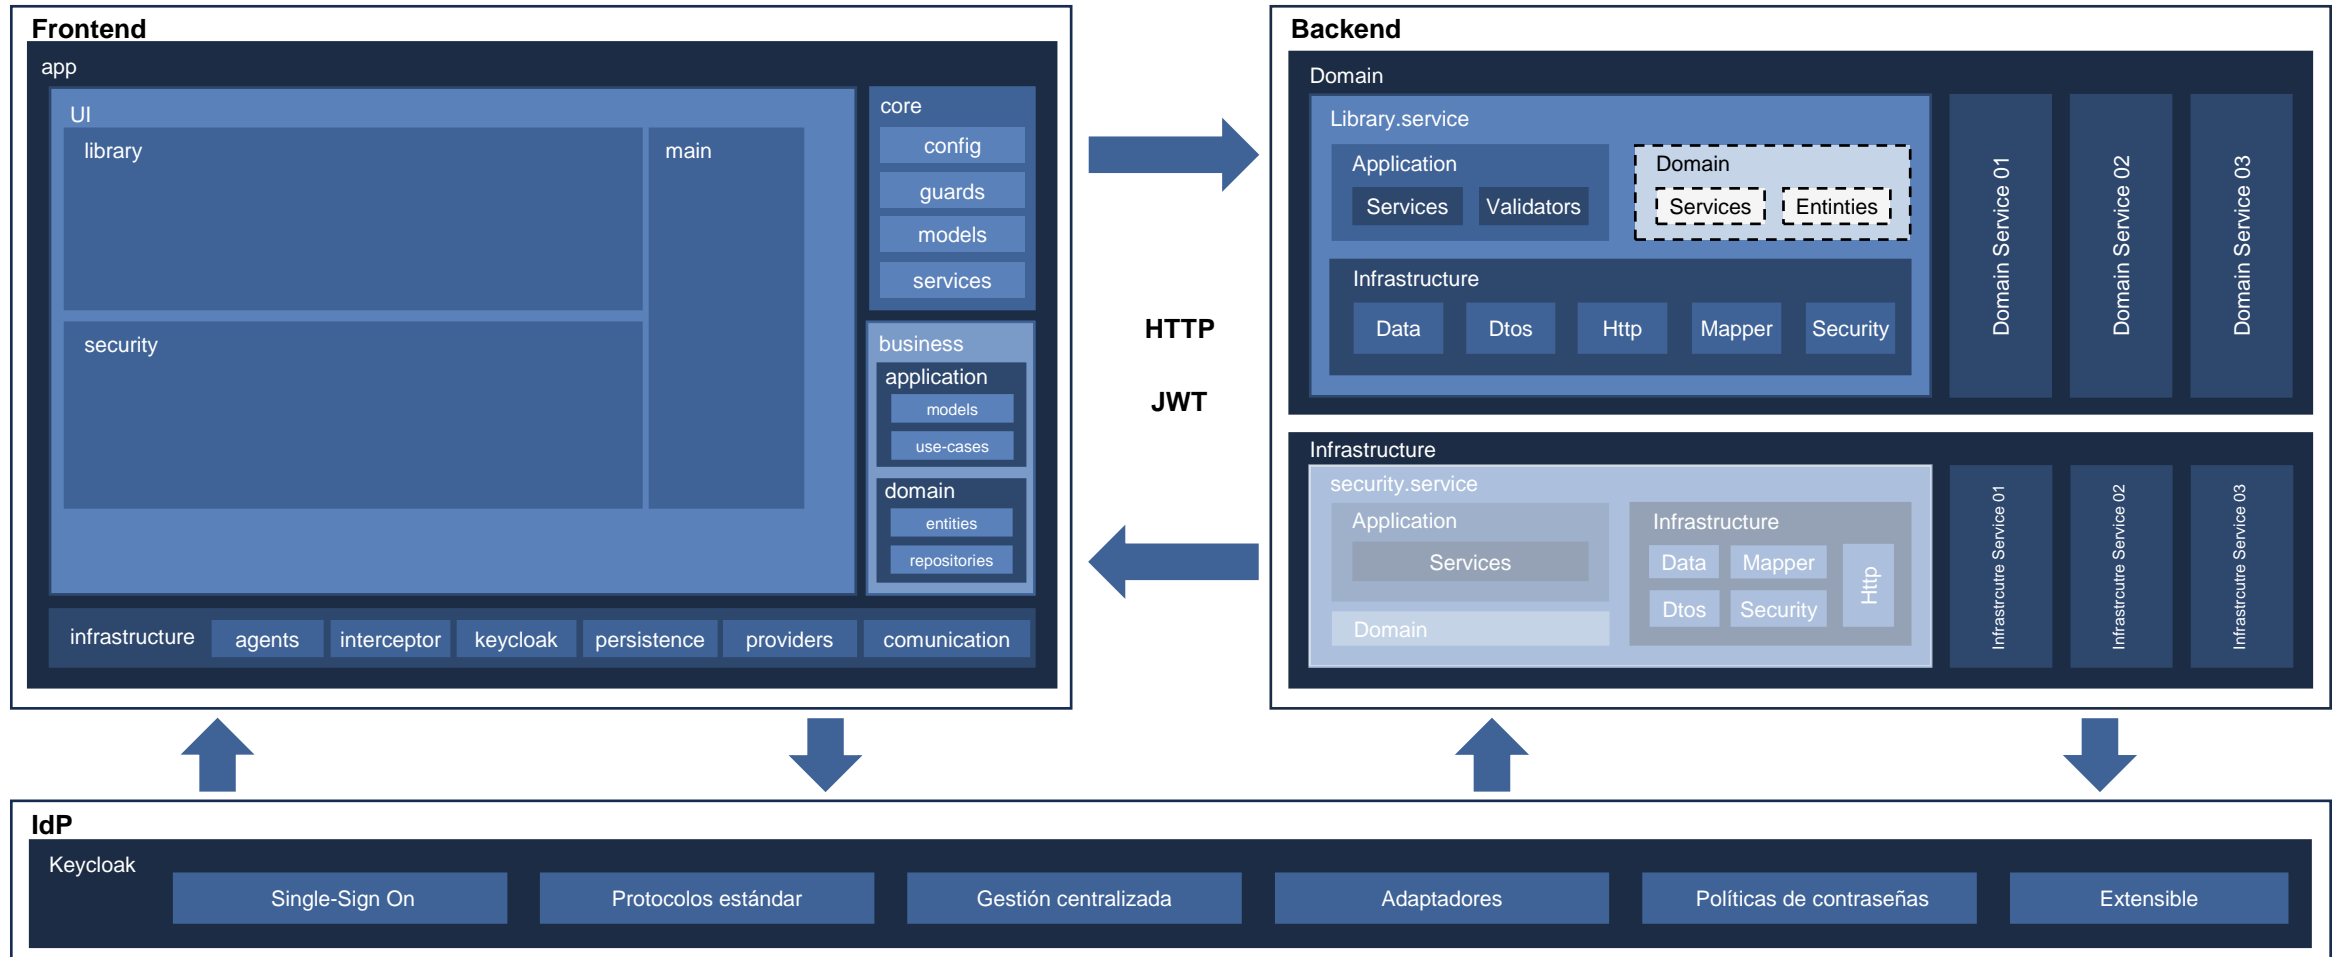 Frontend
app
UI
library
main
security
core
config
guards
models
services
business
application
models
use-cases
domain
entities
repositories
infrastructure
agents
interceptor
keycloak
persistence
providers
comunication
HTTP
JWT
Backend
Domain
Library.service
Application
Services
Validators
Domain
Services
Entinties
Infrastructure
Data
Dtos
Http
Mapper
Security
Domain Service 01
Domain Service 02
Domain Service 03
Infrastructure
security.service
Application
Services
Domain
Infrastructure
Data
Mapper
Dtos
Security
Http
Infrastrcutre Service 01
Infrastrcutre Service 02
Infrastrcutre Service 03
IdP
Keycloak
Single-Sign On
Protocolos estándar
Gestión centralizada
Adaptadores
Políticas de contraseñas
Extensible